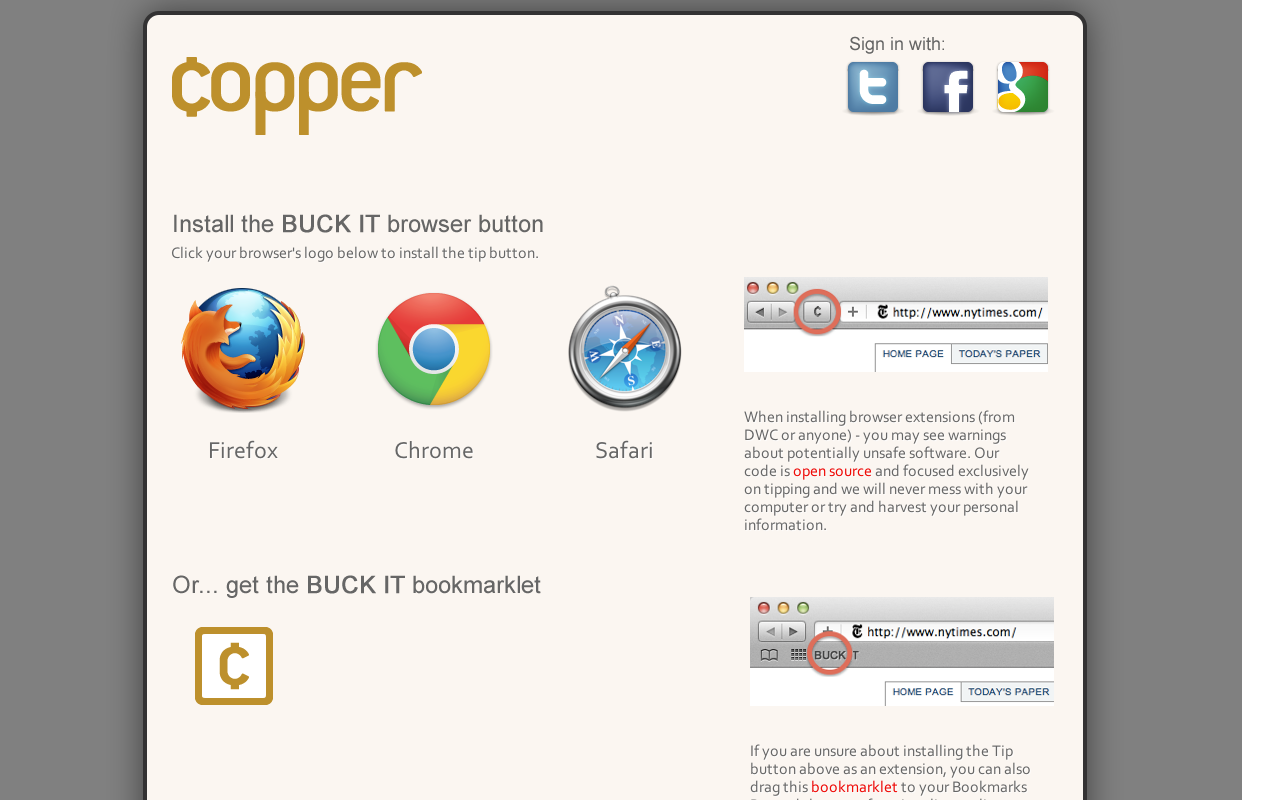 ¢opper
Sign in with:
Install the BUCK IT browser button
Click your browser's logo below to install the tip button.
N
E
S
W
Firefox
Chrome
Safari
¢
http://www.nytimes.com/
HOME PAGE
TODAY'S PAPER
When installing browser extensions (from
DWC or anyone) - you may see warnings
about potentially unsafe software. Our
code is open source and focused exclusively
on tipping and we will never mess with your
computer or try and harvest your personal
information.
Or... get the BUCK IT bookmarklet
¢
http://www.nytimes.com/
BUCK IT
HOME PAGE
TODAY'S PAPER
If you are unsure about installing the Tip
button above as an extension, you can also
drag this bookmarklet to your Bookmarks